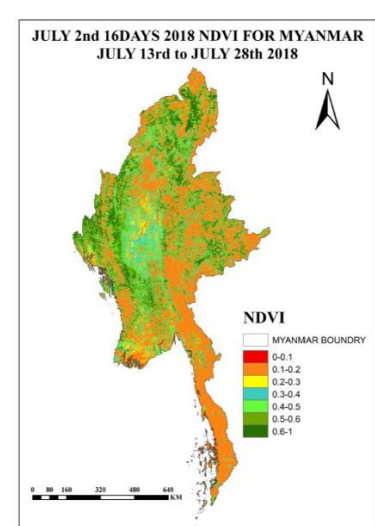 JULY 2nd 16DAYS 2018 NDVI FOR MYANMAR
JULY 13rd to JULY 28th 2018
N
NDVI
MYANMAR BOUNDRY
0-0.1
0.1-0.2
0.2-0.3
0.3-0.4
0.4-0.5
0.5-0.6
0.6-1
0 80 160 320 480 640
KM